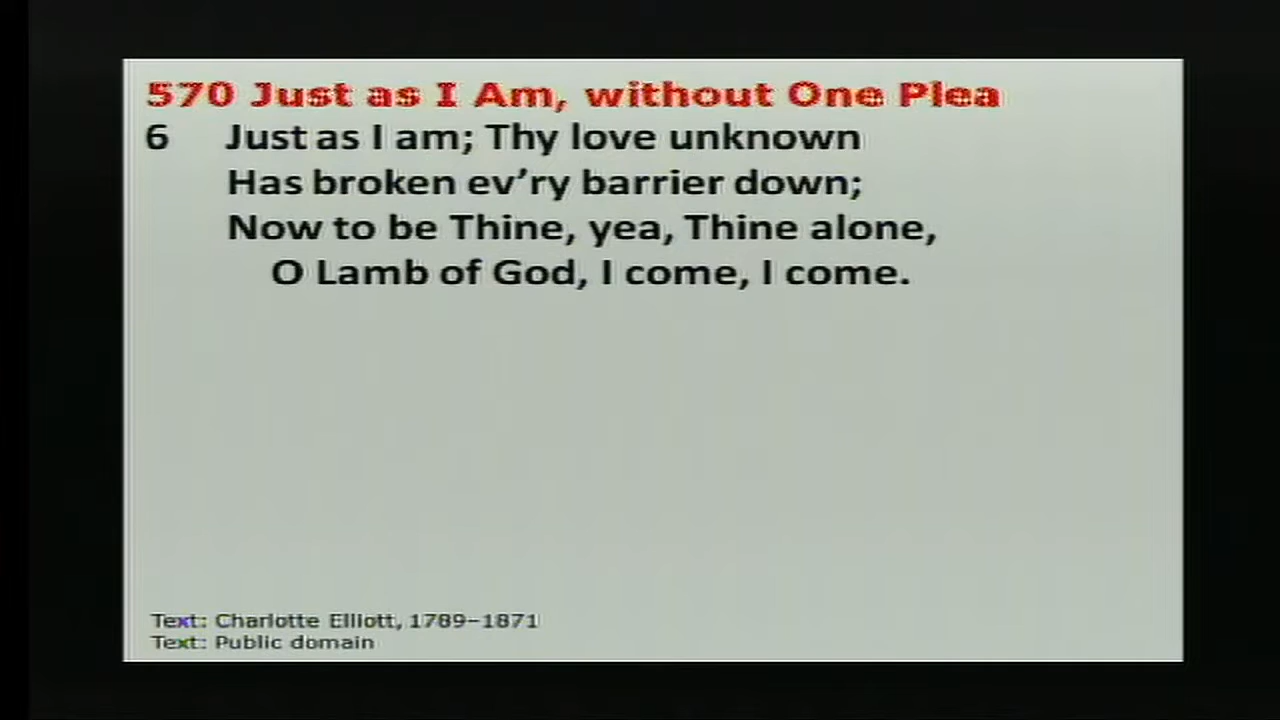 570 Just as I Am, without One Plea
6 Just as I am; Thy love unknown
Has broken ev’ry barrier down;
Now to be Thine, yea, Thine alone,
O Lamb of God, I come, I come.
Text: Charlotte Elliott, 1789–1871
Text: Public domain